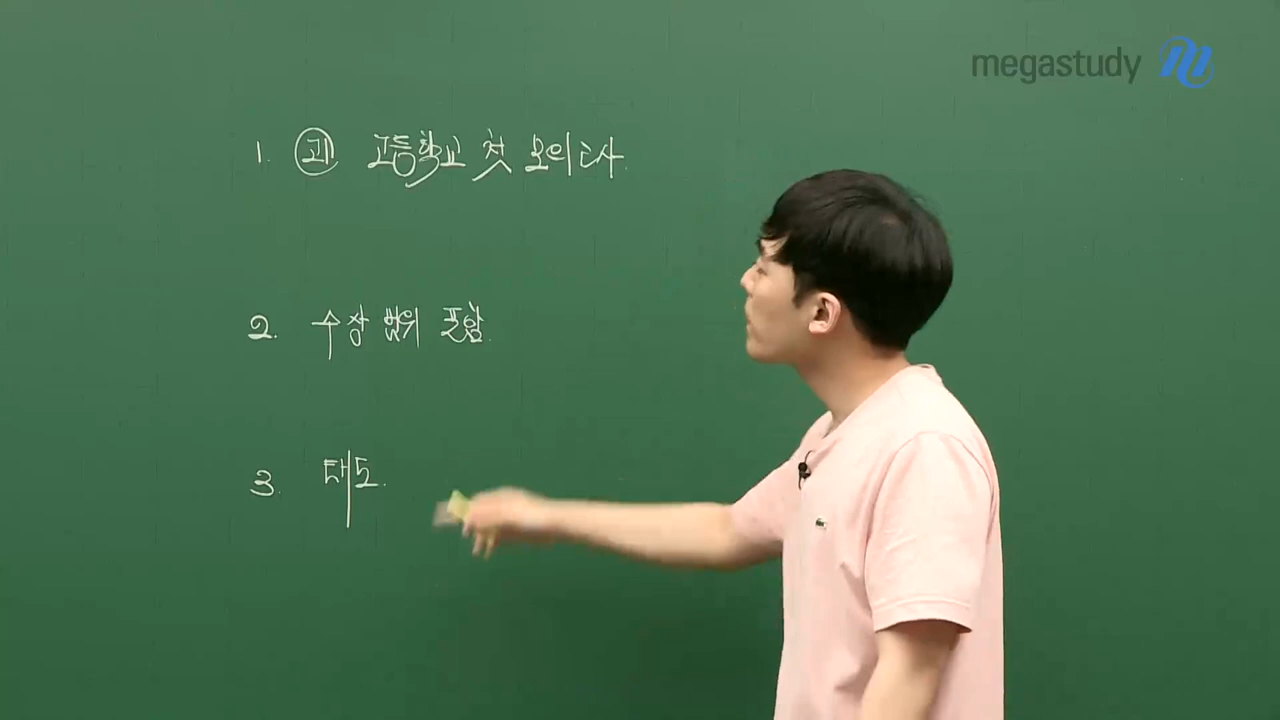 megastudy
1. 고1 고등학교 첫 모의고사.
2. 수상 범위 포함.
3. 태도.